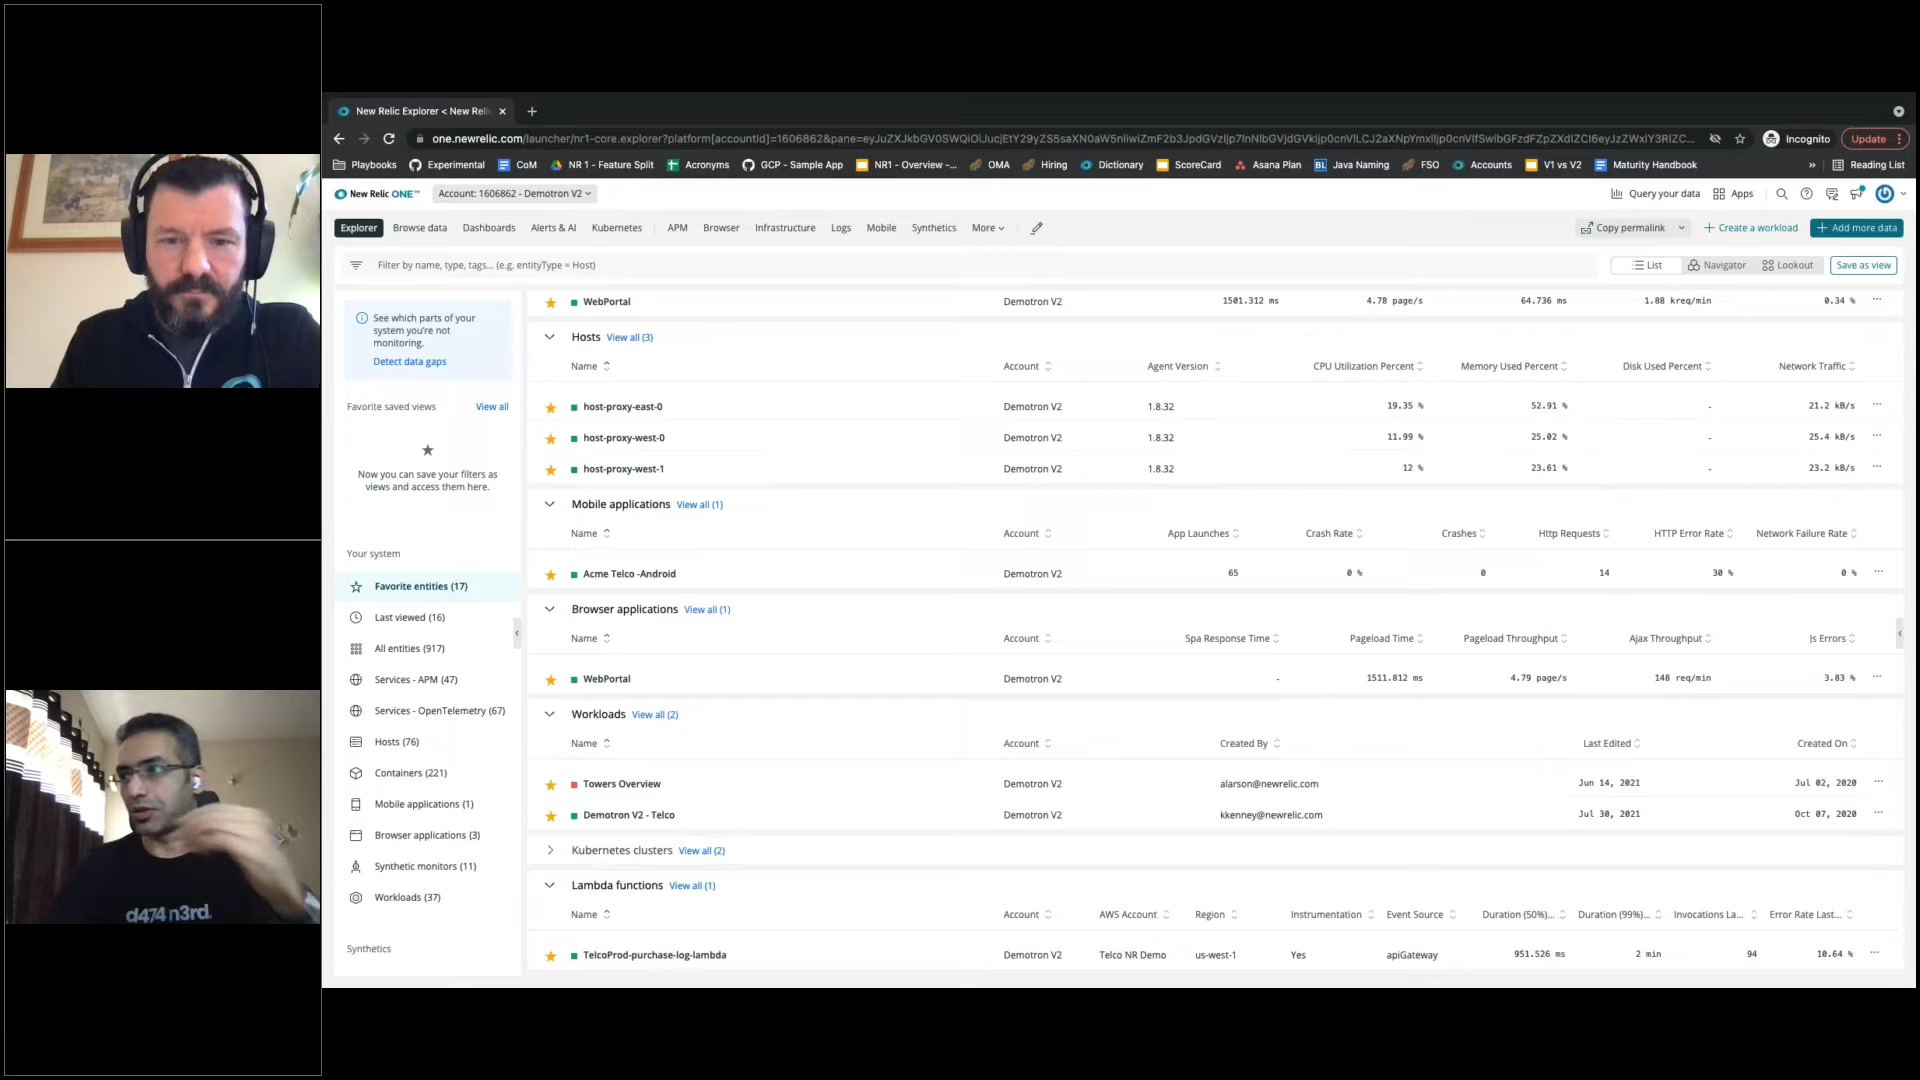 New Relic Explorer < New Relic
one.newrelic.com/launcher/nr1-core.explorer?platform[accountId]=1606862&pane=
Incognito
Update
Playbooks Experimental CoM NR 1 - Feature Split Acronyms GCP - Sample App NR1 - Overview -... OMA Hiring Dictionary ScoreCard Asana Plan BL Java Naming FSO Accounts V1 vs V2 Maturity Handbook » Reading List
New Relic ONE™ Account: 1606862 - Demotron V2 Query your data Apps
Explorer Browse data Dashboards Alerts & AI Kubernetes APM Browser Infrastructure Logs Mobile Synthetics More Copy permalink + Create a workload + Add more data
Filter by name, type, tags... (e.g. entityType = Host) List Navigator Lookout Save as view
See which parts of your
system you're not
monitoring.
Detect data gaps
Favorite saved views View all
Now you can save your filters as
views and access them here.
Your system
Favorite entities (17)
Last viewed (16)
All entities (917)
Services - APM (47)
Services - OpenTelemetry (67)
Hosts (76)
Containers (221)
Mobile applications (1)
Browser applications (3)
Synthetic monitors (11)
Workloads (37)
Synthetics
WebPortal Demotron V2 1501.312 ms 4.78 page/s 64.736 ms 1.88 kreq/min 0.34 % ...
Hosts View all (3)
Name Account Agent Version CPU Utilization Percent Memory Used Percent Disk Used Percent Network Traffic
host-proxy-east-0 Demotron V2 1.8.32 19.35 % 52.91 % - 21.2 kB/s ...
host-proxy-west-0 Demotron V2 1.8.32 11.99 % 25.02 % - 25.4 kB/s ...
host-proxy-west-1 Demotron V2 1.8.32 12 % 23.61 % - 23.2 kB/s ...
Mobile applications View all (1)
Name Account App Launches Crash Rate Crashes Http Requests HTTP Error Rate Network Failure Rate
Acme Telco -Android Demotron V2 65 0 % 0 14 30 % 0 % ...
Browser applications View all (1)
Name Account Spa Response Time Pageload Time Pageload Throughput Ajax Throughput Js Errors
WebPortal Demotron V2 - 1511.812 ms 4.79 page/s 148 req/min 3.83 % ...
Workloads View all (2)
Name Account Created By Last Edited Created On
Towers Overview Demotron V2 alarson@newrelic.com Jun 14, 2021 Jul 02, 2020 ...
Demotron V2 - Telco Demotron V2 kkenney@newrelic.com Jul 30, 2021 Oct 07, 2020 ...
Kubernetes clusters View all (2)
Lambda functions View all (1)
Name Account AWS Account Region Instrumentation Event Source Duration (50%)... Duration (99%)... Invocations La... Error Rate Last...
TelcoProd-purchase-log-lambda Demotron V2 Telco NR Demo us-west-1 Yes apiGateway 951.526 ms 2 min 94 10.64 % ...
d474 n3rd.